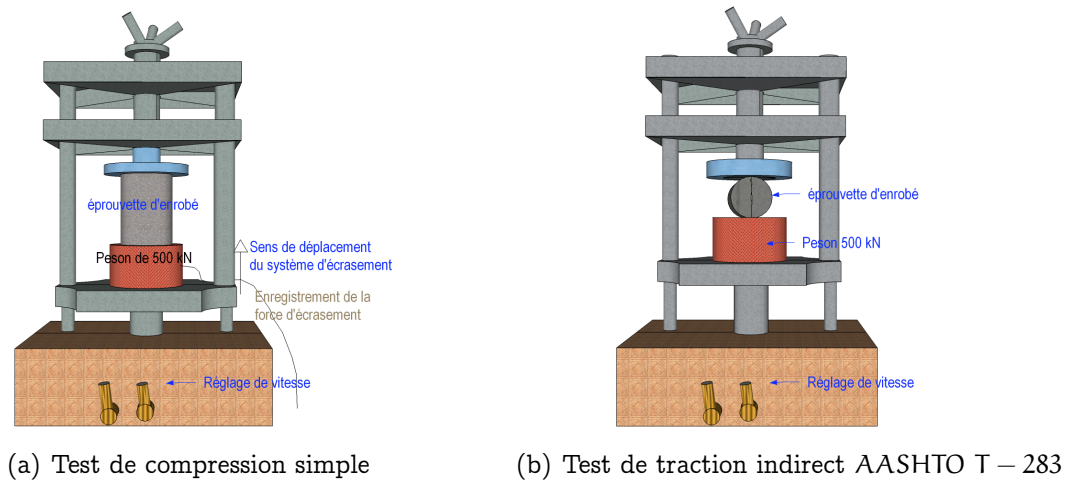 éprouvette d'enrobé
Peson de 500 kN
Sens de déplacement
du système d'écrasement
Enregistrement de la
force d'écrasement
Réglage de vitesse
(a) Test de compression simple
éprouvette d'enrobé
Peson 500 kN
Réglage de vitesse
(b) Test de traction indirect AASHTO T – 283